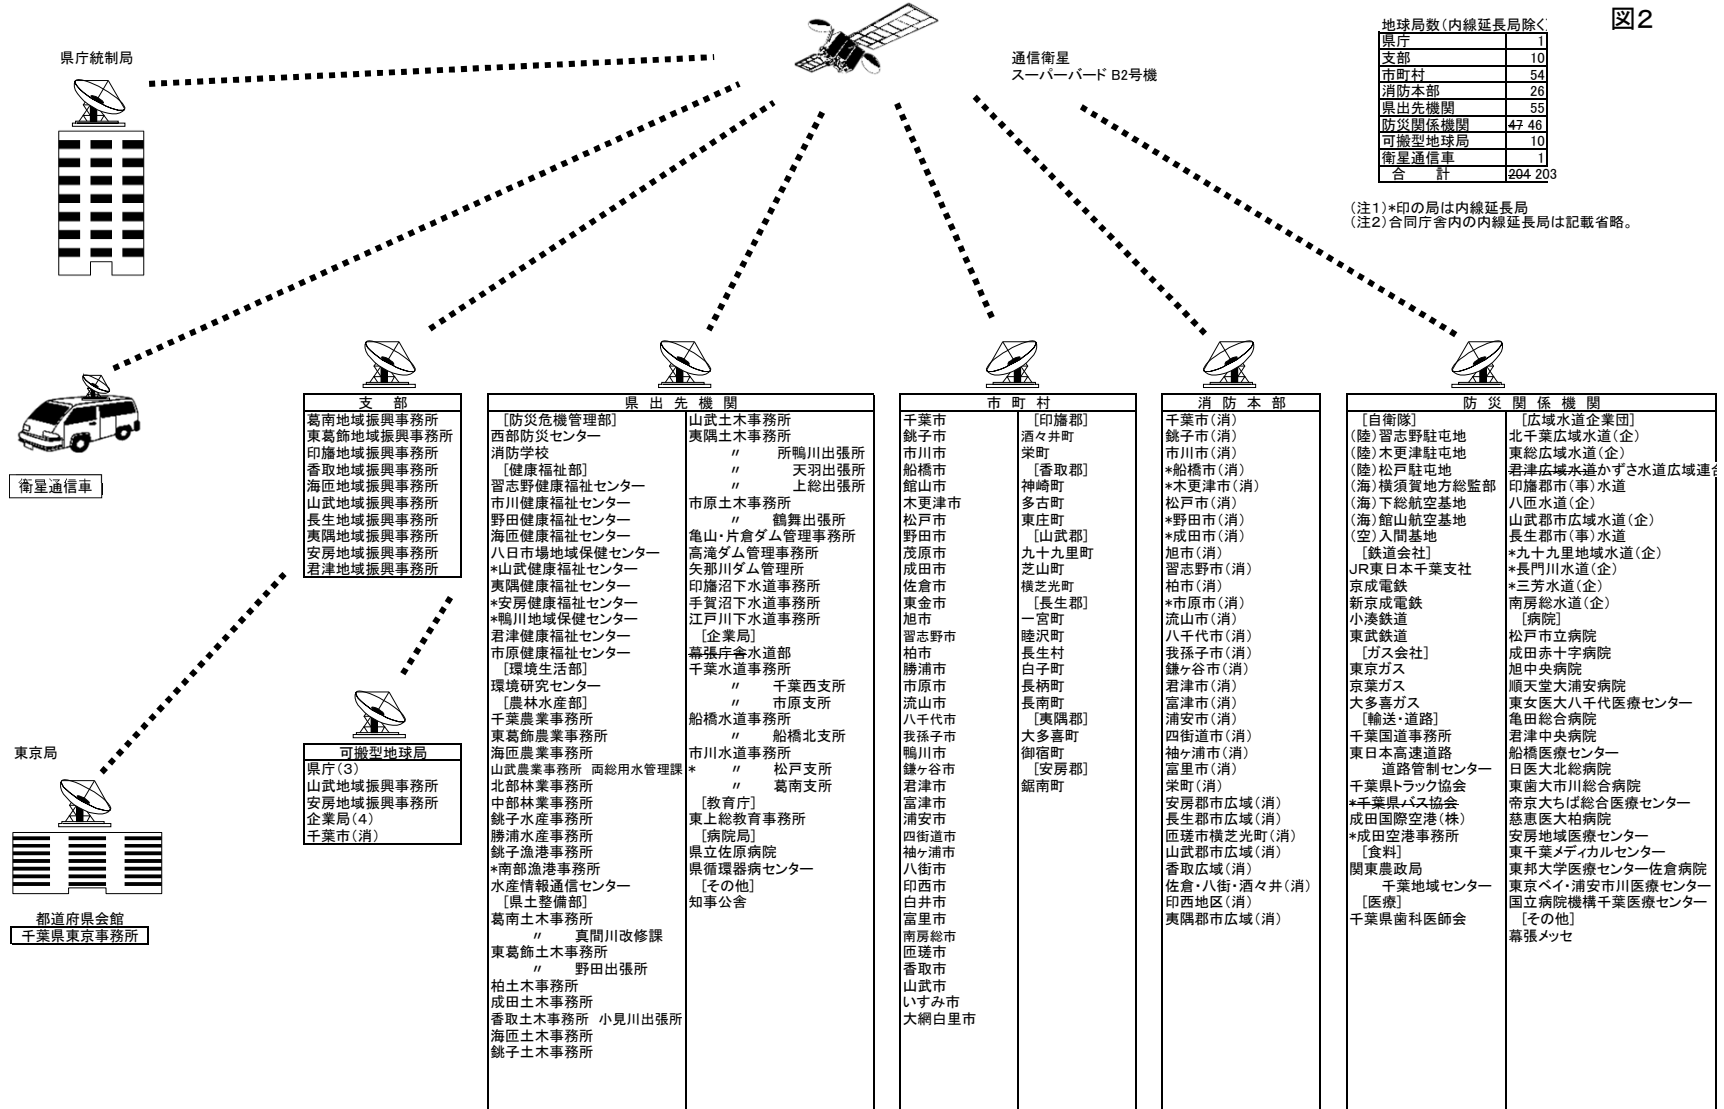 図2
県庁統制局
通信衛星
スーパーバード B2号機
地球局数(内線延長局除く
県庁 1
支部 10
市町村 54
消防本部 26
県出先機関 55
防災関係機関 47 46
可搬型地球局 10
衛星通信車 1
合 計 204 203
(注1)*印の局は内線延長局
(注2)合同庁舎内の内線延長局は記載省略。
衛星通信車
支 部
葛南地域振興事務所
東葛飾地域振興事務所
印旛地域振興事務所
香取地域振興事務所
海匝地域振興事務所
山武地域振興事務所
長生地域振興事務所
夷隅地域振興事務所
安房地域振興事務所
君津地域振興事務所
可搬型地球局
県庁(3)
山武地域振興事務所
安房地域振興事務所
企業局(4)
千葉市(消)
東京局
都道府県会館
千葉県東京事務所
県 出 先 機 関
[防災危機管理部]
西部防災センター
消防学校
[健康福祉部]
習志野健康福祉センター
市川健康福祉センター
野田健康福祉センター
海匝健康福祉センター
八日市場地域保健センター
*山武健康福祉センター
夷隅健康福祉センター
*安房健康福祉センター
*鴨川地域保健センター
君津健康福祉センター
市原健康福祉センター
[環境生活部]
環境研究センター
[農林水産部]
千葉農業事務所
東葛飾農業事務所
海匝農業事務所
山武農業事務所 両総用水管理課
北部林業事務所
中部林業事務所
銚子水産事務所
勝浦水産事務所
銚子漁港事務所
*南部漁港事務所
水産情報通信センター
[県土整備部]
葛南土木事務所
〃 真間川改修課
東葛飾土木事務所
〃 野田出張所
柏土木事務所
成田土木事務所
香取土木事務所 小見川出張所
海匝土木事務所
銚子土木事務所
山武土木事務所
夷隅土木事務所
〃 所鴨川出張所
〃 天羽出張所
〃 上総出張所
市原土木事務所
〃 鶴舞出張所
亀山・片倉ダム管理事務所
高滝ダム管理事務所
矢那川ダム管理所
印旛沼下水道事務所
手賀沼下水道事務所
江戸川下水道事務所
[企業局]
幕張庁舎水道部
千葉水道事務所
〃 千葉西支所
〃 市原支所
船橋水道事務所
〃 船橋北支所
市川水道事務所
* 〃 松戸支所
〃 葛南支所
[教育庁]
東上総教育事務所
[病院局]
県立佐原病院
県循環器病センター
[その他]
知事公舎
市 町 村
千葉市
銚子市
市川市
船橋市
館山市
木更津市
松戸市
野田市
茂原市
成田市
佐倉市
東金市
旭市
習志野市
柏市
勝浦市
市原市
流山市
八千代市
我孫子市
鴨川市
鎌ヶ谷市
君津市
富津市
浦安市
四街道市
袖ヶ浦市
八街市
印西市
白井市
富里市
南房総市
匝瑳市
香取市
山武市
いすみ市
大網白里市
[印旛郡]
酒々井町
栄町
[香取郡]
神崎町
多古町
東庄町
[山武郡]
九十九里町
芝山町
横芝光町
[長生郡]
一宮町
睦沢町
長生村
白子町
長柄町
長南町
[夷隅郡]
大多喜町
御宿町
[安房郡]
鋸南町
消 防 本 部
千葉市(消)
銚子市(消)
市川市(消)
*船橋市(消)
*木更津市(消)
松戸市(消)
*野田市(消)
*成田市(消)
旭市(消)
習志野市(消)
柏市(消)
*市原市(消)
流山市(消)
八千代市(消)
我孫子市(消)
鎌ヶ谷市(消)
君津市(消)
富津市(消)
浦安市(消)
四街道市(消)
袖ヶ浦市(消)
富里市(消)
栄町(消)
安房郡市広域(消)
長生郡市広域(消)
匝瑳市横芝光町(消)
山武郡市広域(消)
香取広域(消)
佐倉・八街・酒々井(消)
印西地区(消)
夷隅郡市広域(消)
防 災 関 係 機 関
[自衛隊]
(陸)習志野駐屯地
(陸)木更津駐屯地
(陸)松戸駐屯地
(海)横須賀地方総監部
(海)下総航空基地
(海)館山航空基地
(空)入間基地
[鉄道会社]
JR東日本千葉支社
京成電鉄
新京成電鉄
小湊鉄道
東武鉄道
[ガス会社]
東京ガス
京葉ガス
大多喜ガス
[輸送・道路]
千葉国道事務所
東日本高速道路
道路管制センター
千葉県トラック協会
*千葉県バス協会
成田国際空港(株)
*成田空港事務所
[食料]
関東農政局
千葉地域センター
[医療]
千葉県歯科医師会
[広域水道企業団]
北千葉広域水道(企)
東総広域水道(企)
君津広域水道かずさ水道広域連合
印旛郡市(事)水道
八匝水道(企)
山武郡市広域水道(企)
長生郡市(事)水道
*九十九里地域水道(企)
*長門川水道(企)
*三芳水道(企)
南房総水道(企)
[病院]
松戸市立病院
成田赤十字病院
旭中央病院
順天堂大浦安病院
東女医大八千代医療センター
亀田総合病院
君津中央病院
船橋医療センター
日医大北総病院
東歯大市川総合病院
帝京大ちば総合医療センター
慈恵医大柏病院
安房地域医療センター
東千葉メディカルセンター
東邦大学医療センター佐倉病院
東京ベイ・浦安市川医療センター
国立病院機構千葉医療センター
[その他]
幕張メッセ